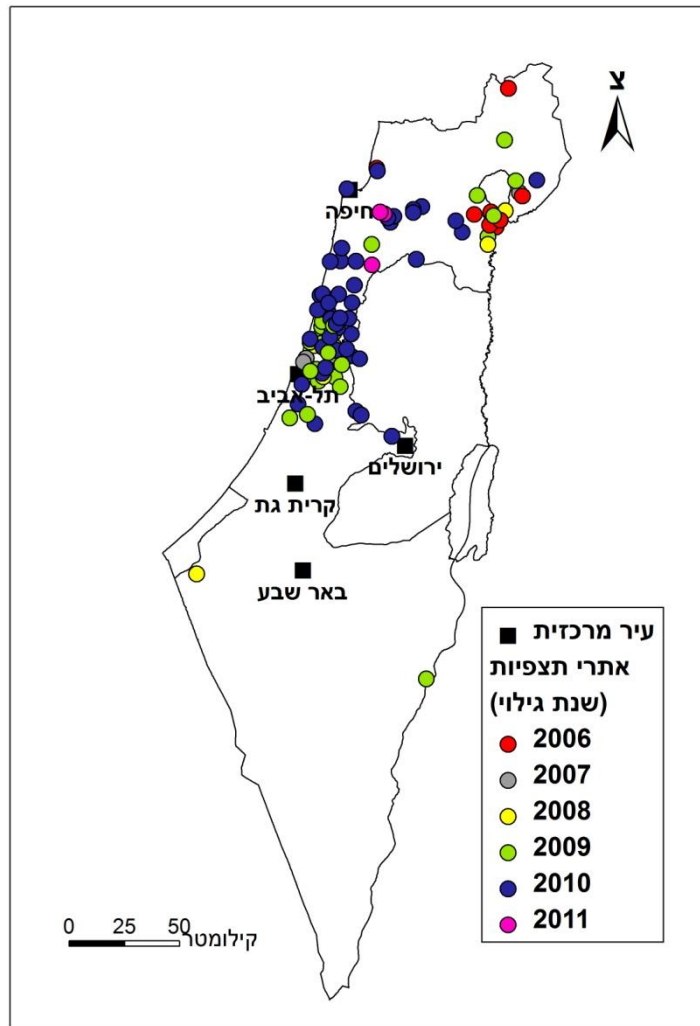 צ
חיפה
תל-אביב
ירושלים
קרית גת
באר שבע
עיר מרכזית
אתרי תצפיות
(שנת גילוי)
2006
2007
2008
2009
2010
2011
0 25 50
קילומטר